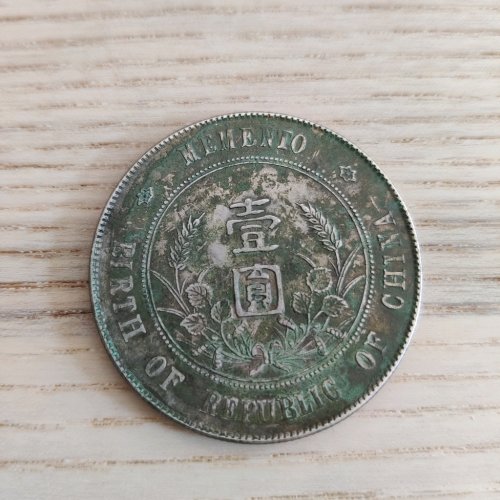 MEMENTO
BIRTH OF REPUBLIC OF CHINA
壹
圓